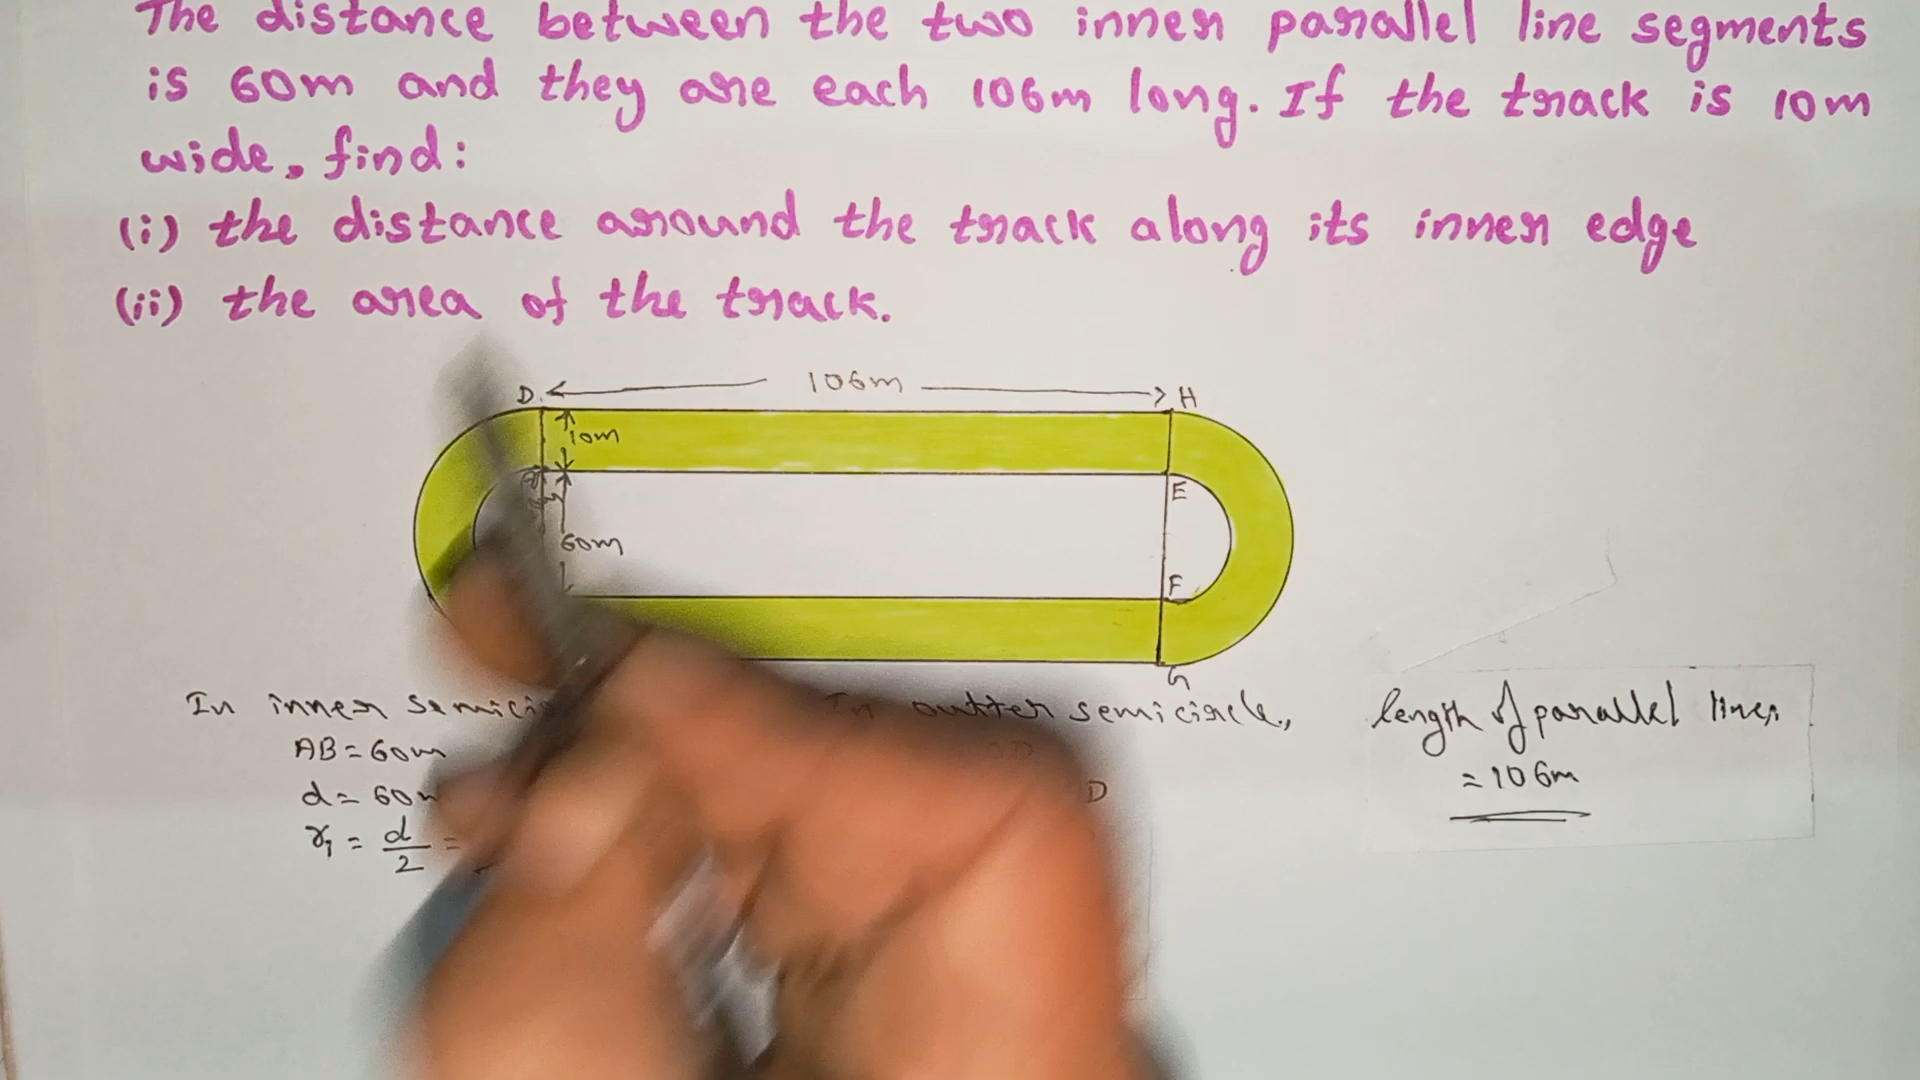 The distance between the two inner parallel line segments
is 60m and they are each 106m long. If the track is 10m
wide, find:
(i) the distance around the track along its inner edge
(ii) the area of the track.
106m
D
H
10m
E
60m
F
G
In inner
In outter semicircle,
length of parallel lines
AB = 60m
D
= 106m
d = 60
D
r₁ = d/2 =